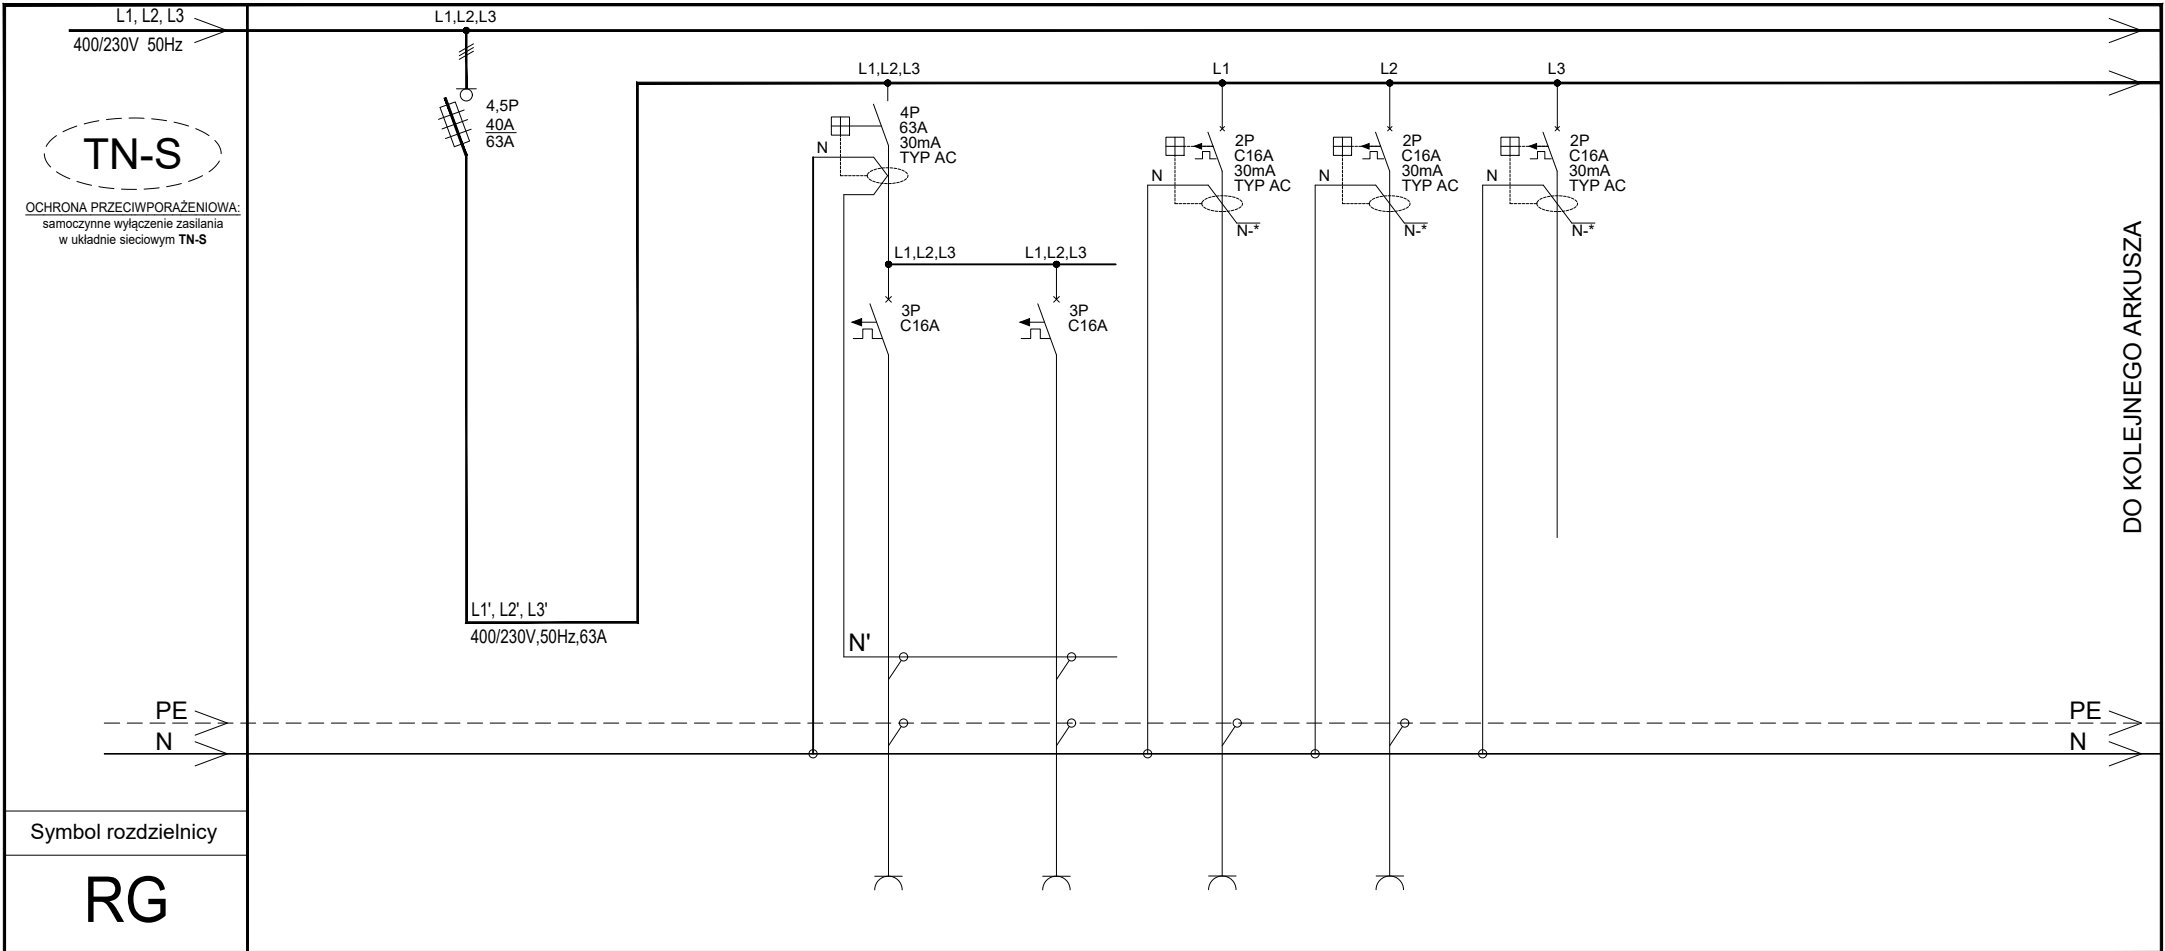 L1, L2, L3
400/230V 50Hz
TN-S
OCHRONA PRZECIWPORAŻENIOWA:
samoczynne wyłączenie zasilania
w układnie sieciowym TN-S
L1,L2,L3
4,5P
40A
63A
L1', L2', L3'
400/230V,50Hz,63A
L1,L2,L3
4P
63A
30mA
TYP AC
N
L1,L2,L3
L1,L2,L3
3P
C16A
3P
C16A
N'
L1
2P
C16A
30mA
TYP AC
N
N-*
L2
2P
C16A
30mA
TYP AC
N
N-*
L3
2P
C16A
30mA
TYP AC
N
N-*
DO KOLEJNEGO ARKUSZA
PE
N
PE
N
Symbol rozdzielnicy
RG